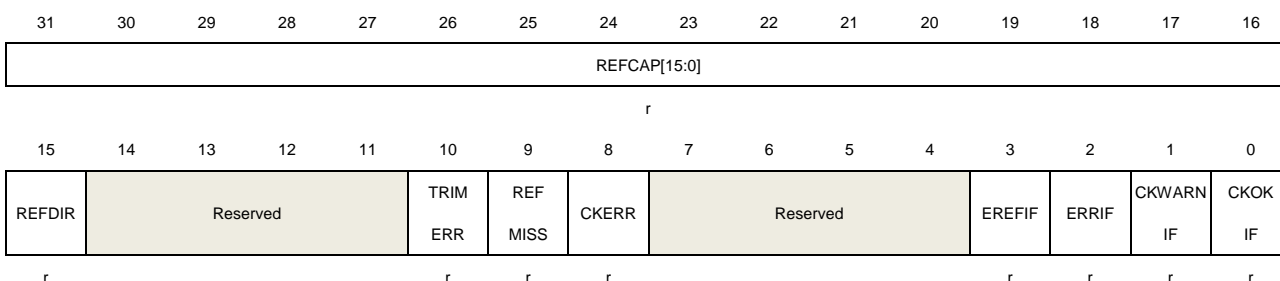 31 30 29 28 27 26 25 24 23 22 21 20 19 18 17 16
REFCAP[15:0]
r
15 14 13 12 11 10 9 8 7 6 5 4 3 2 1 0
REFDIR Reserved TRIM ERR REF MISS CKERR Reserved EREFIF ERRIF CKWARN IF CKOK IF
r r r r r r r r